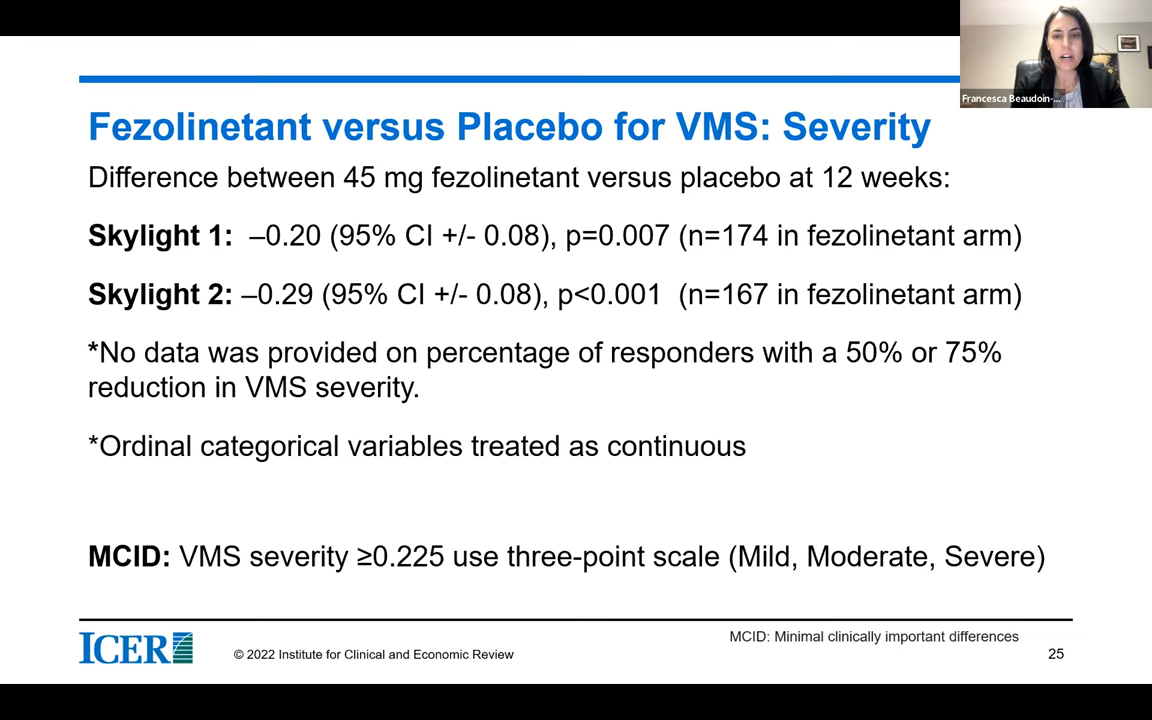 Francesca Beaudoin-...
Fezolinetant versus Placebo for VMS: Severity
Difference between 45 mg fezolinetant versus placebo at 12 weeks:
Skylight 1: –0.20 (95% CI +/- 0.08), p=0.007 (n=174 in fezolinetant arm)
Skylight 2: –0.29 (95% CI +/- 0.08), p<0.001 (n=167 in fezolinetant arm)
*No data was provided on percentage of responders with a 50% or 75%
reduction in VMS severity.
*Ordinal categorical variables treated as continuous
MCID: VMS severity ≥0.225 use three-point scale (Mild, Moderate, Severe)
MCID: Minimal clinically important differences
ICER
© 2022 Institute for Clinical and Economic Review
25